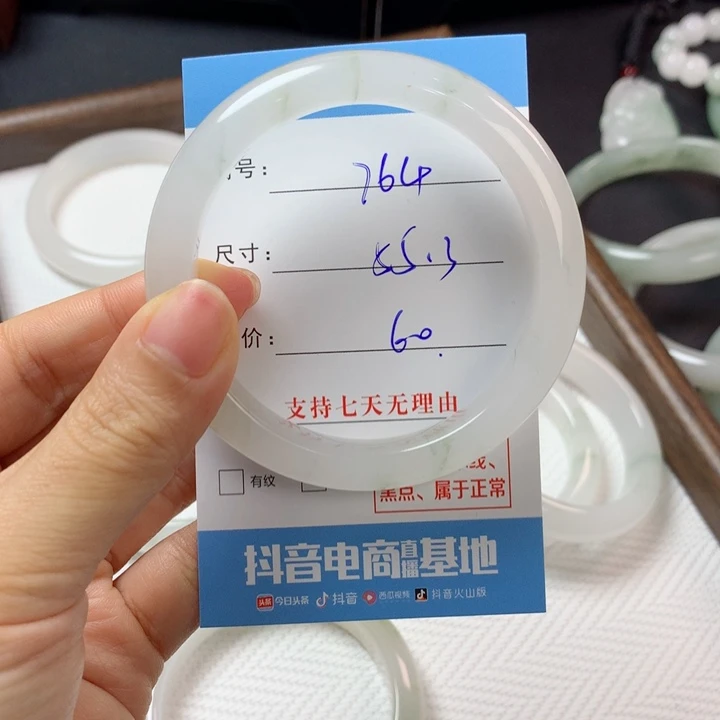 号：764
尺寸：55.3
价：60.
支持七天无理由
线、
有纹
黑点、属于正常
抖音电商直播基地
头条 今日头条 抖音 西瓜视频 抖音火山版